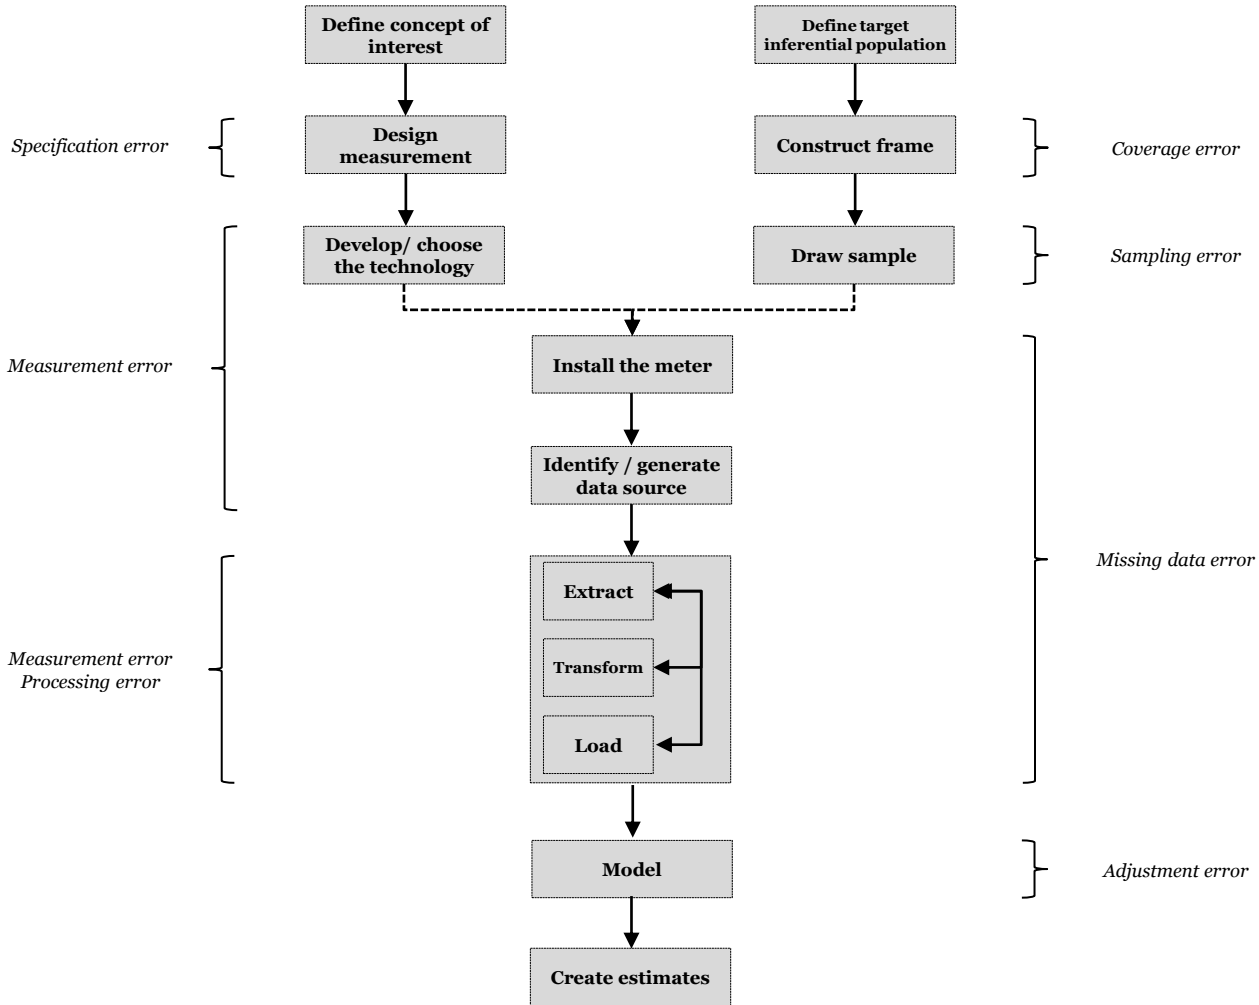 Define concept of
interest
Define target
inferential population
Specification error
Design
measurement
Construct frame
Coverage error
Develop/ choose
the technology
Draw sample
Sampling error
Measurement error
Install the meter
Identify / generate
data source
Missing data error
Measurement error
Processing error
Extract
Transform
Load
Model
Adjustment error
Create estimates